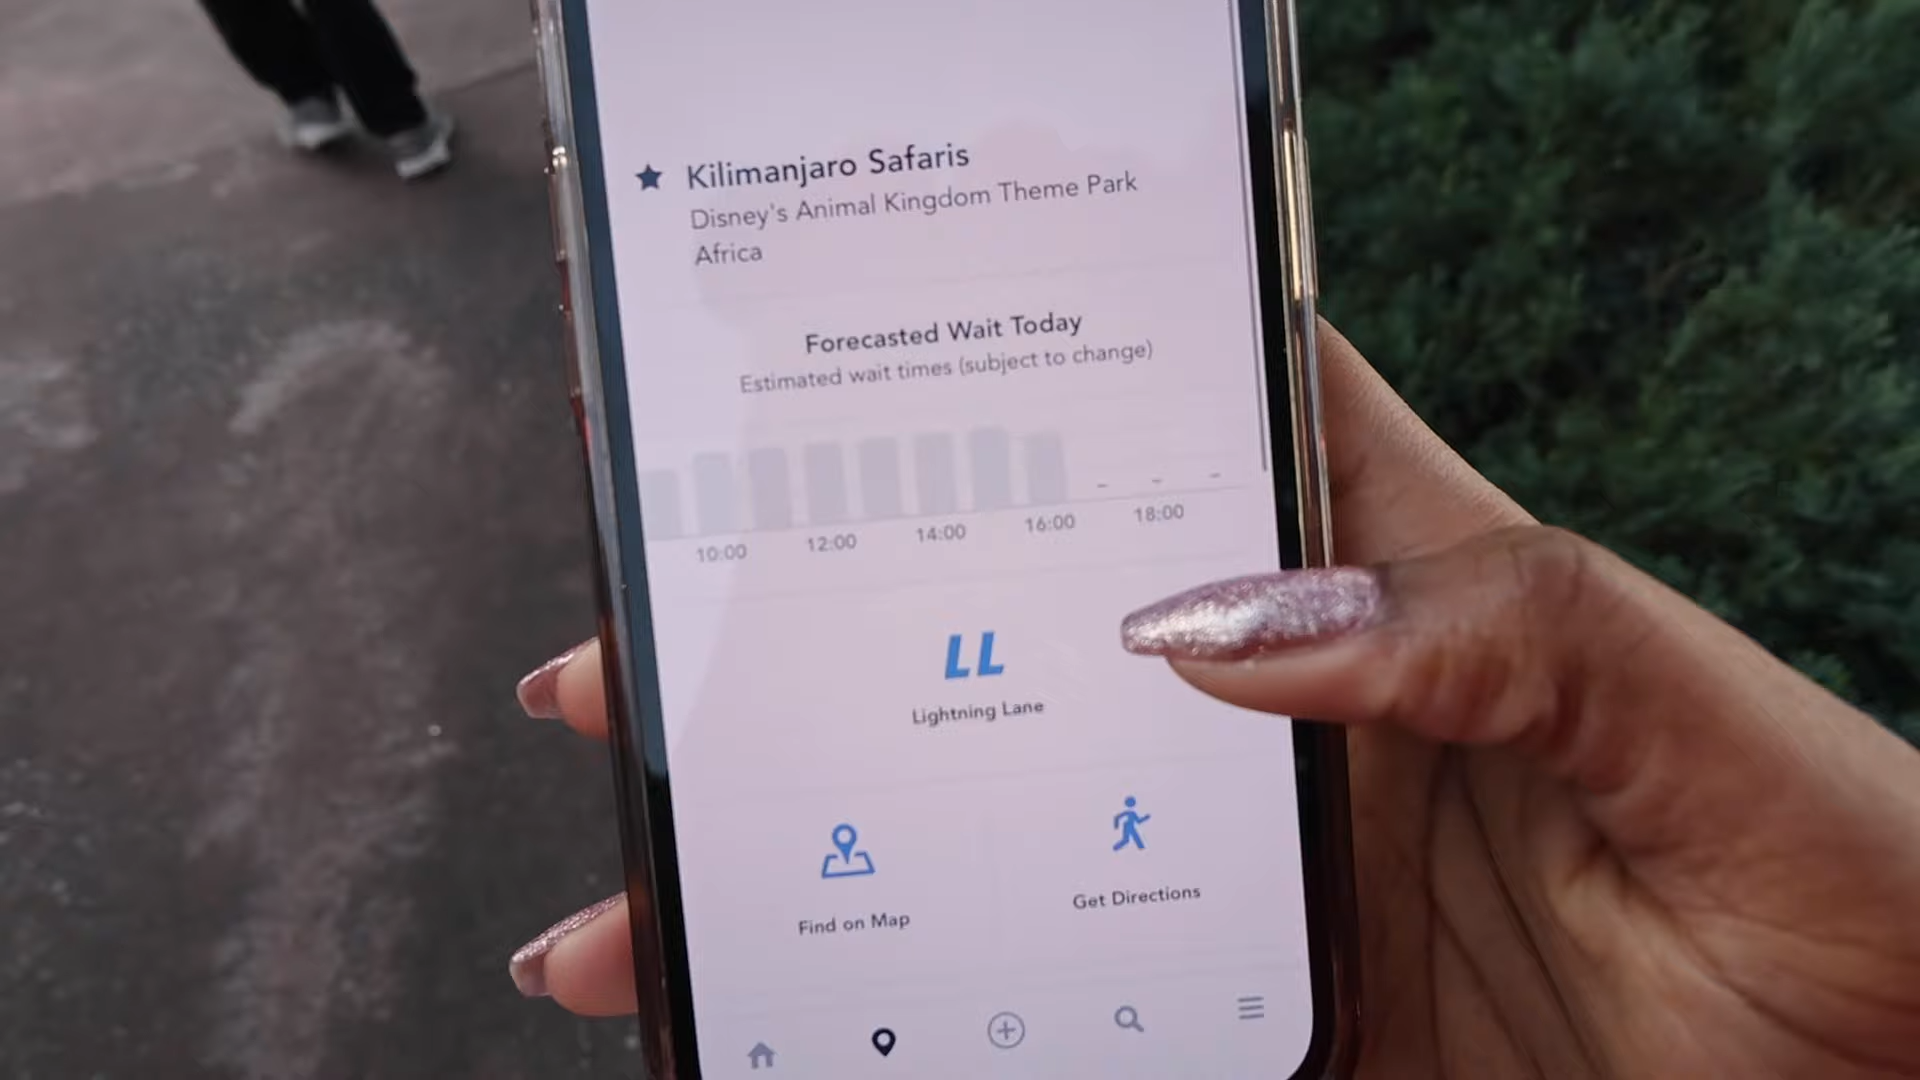 Kilimanjaro Safaris
Disney's Animal Kingdom Theme Park
Africa
Forecasted Wait Today
Estimated wait times (subject to change)
10:00 12:00 14:00 16:00 18:00
LL
Lightning Lane
Find on Map
Get Directions